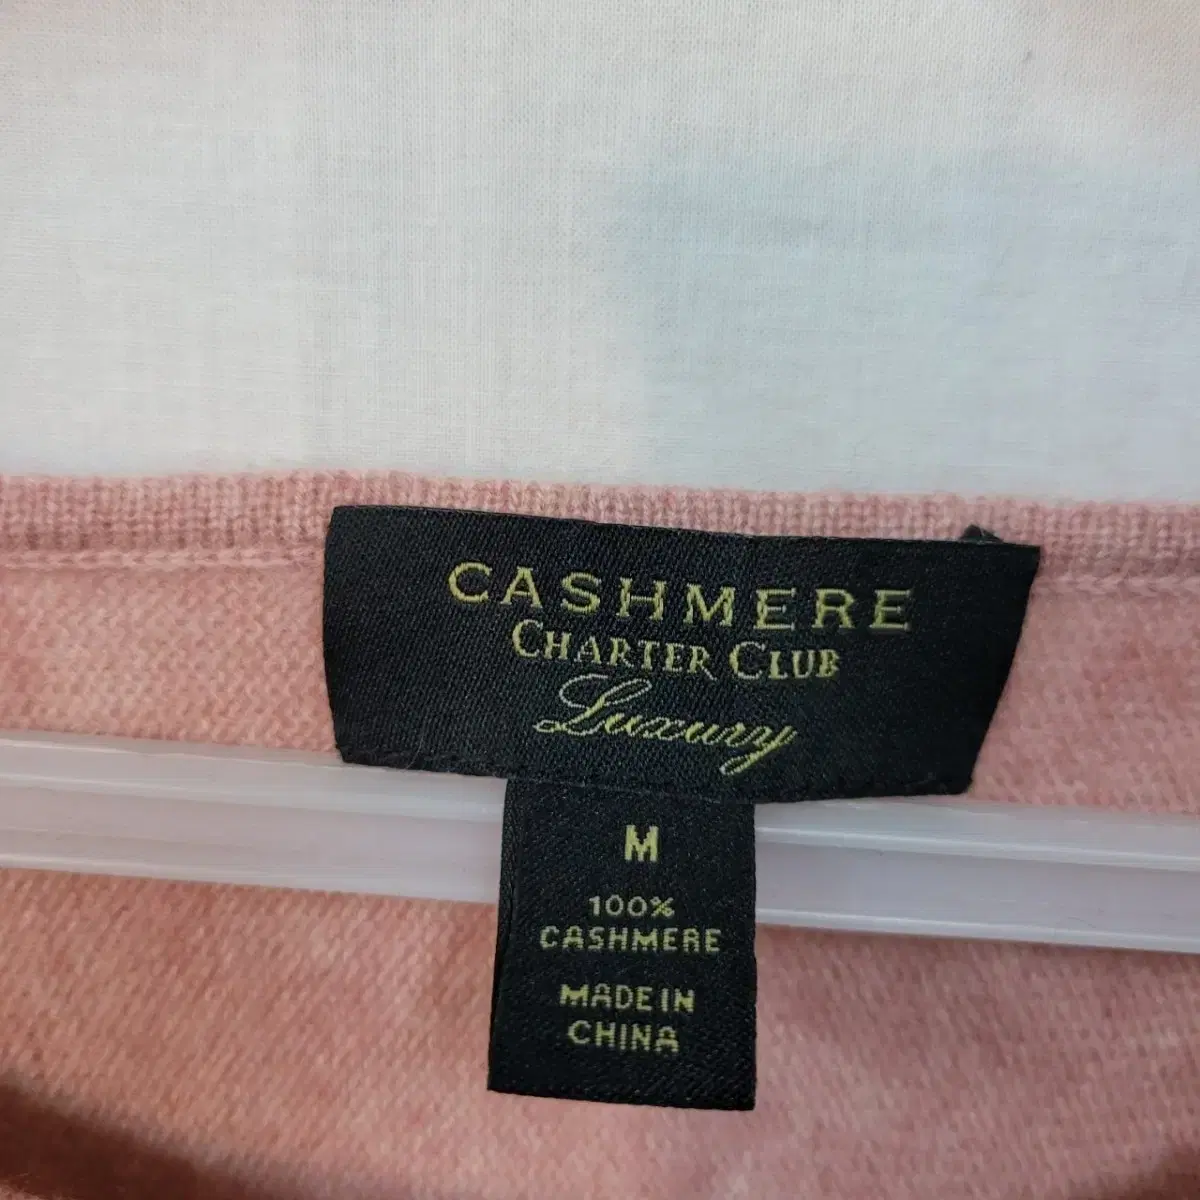 CASHMERE
CHARTER CLUB
Luxury
M
100%
CASHMERE
MADE IN
CHINA